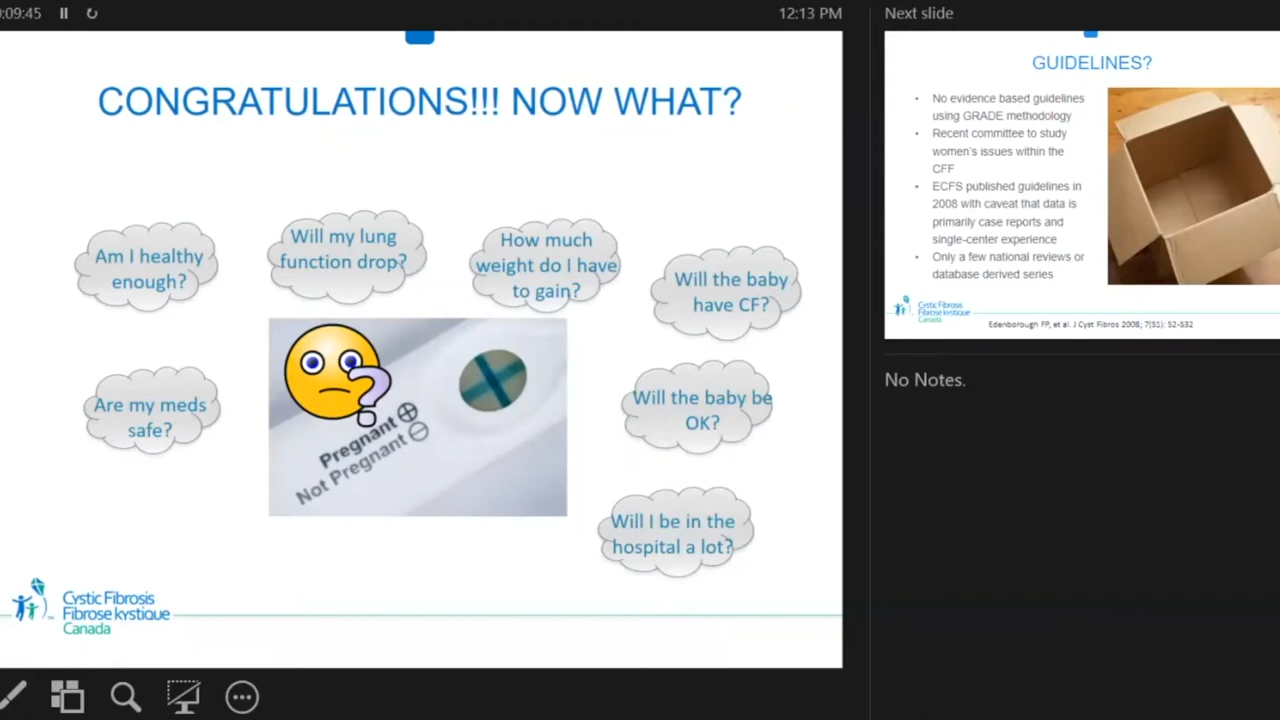 :09:45
12:13 PM
Next slide
CONGRATULATIONS!!! NOW WHAT?
Am I healthy
enough?
Will my lung
function drop?
How much
weight do I have
to gain?
Will the baby
have CF?
Are my meds
safe?
Will the baby be
OK?
Will I be in the
hospital a lot?
Pregnant
Not Pregnant
Cystic Fibrosis
Fibrose kystique
Canada
GUIDELINES?
• No evidence based guidelines
using GRADE methodology
• Recent committee to study
women's issues within the
CFF
• ECFS published guidelines in
2008 with caveat that data is
primarily case reports and
single-center experience
• Only a few national reviews or
database derived series
Cystic Fibrosis
Fibrose kystique
Canada
Edenborough FP, et al. J Cyst Fibros 2008; 7(S1): S2-S32
No Notes.